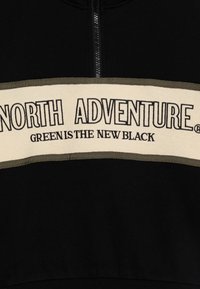 NORTH ADVENTURE®
GREEN IS THE NEW BLACK